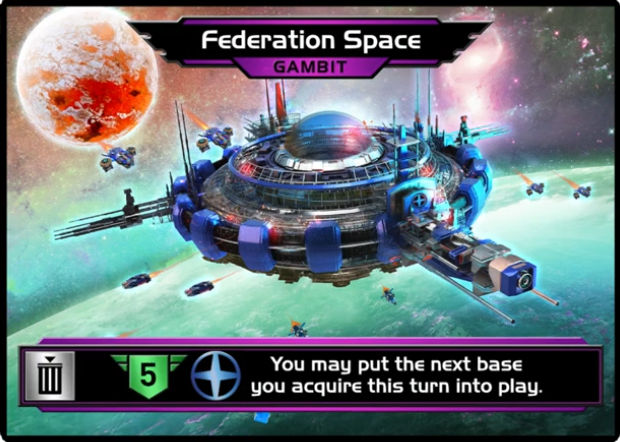 Federation Space
GAMBIT
5
You may put the next base
you acquire this turn into play.